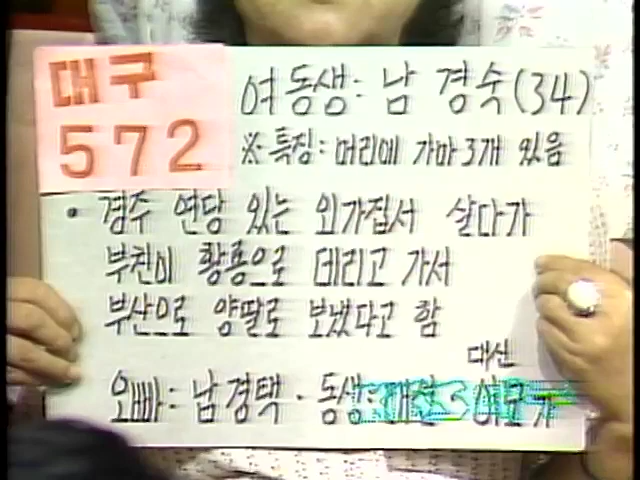 대구
572
여동생: 남 경숙(34)
※ 특징: 머리에 가마 3개 있음
• 경주 연당 있는 외가집서 살다가
부친이 황룡으로 데리고 가서
부산으로 양딸로 보냈다고 함
대신
오빠: 남경택 · 동생: